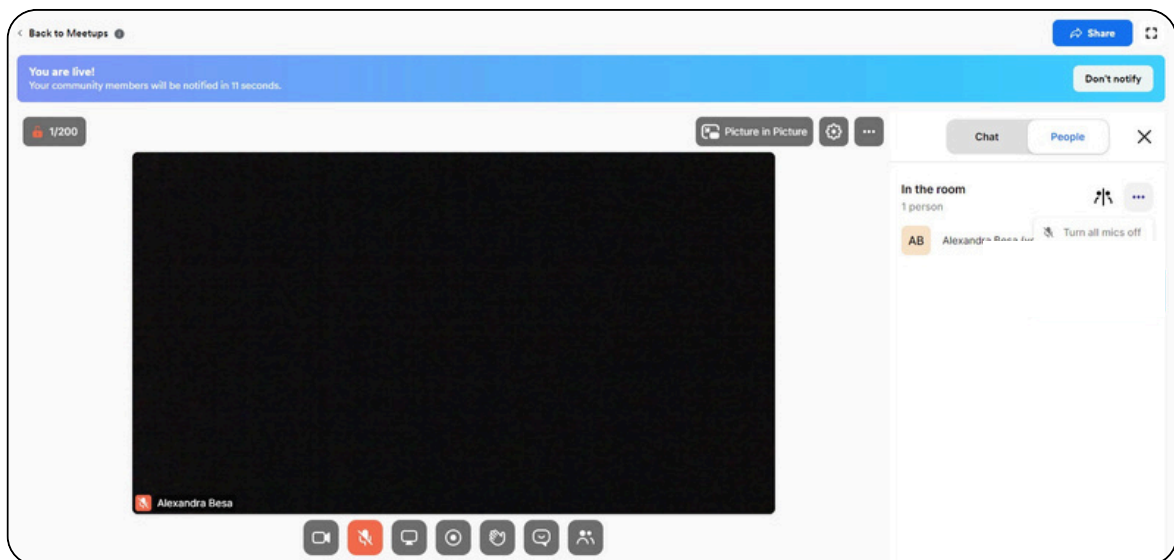 Back to Meetups
Share
You are live!
Your community members will be notified in 11 seconds.
Don't notify
1/200
Picture in Picture
Chat
People
In the room
1 person
Turn all mics off
AB
Alexandra Besa
Alexandra Besa